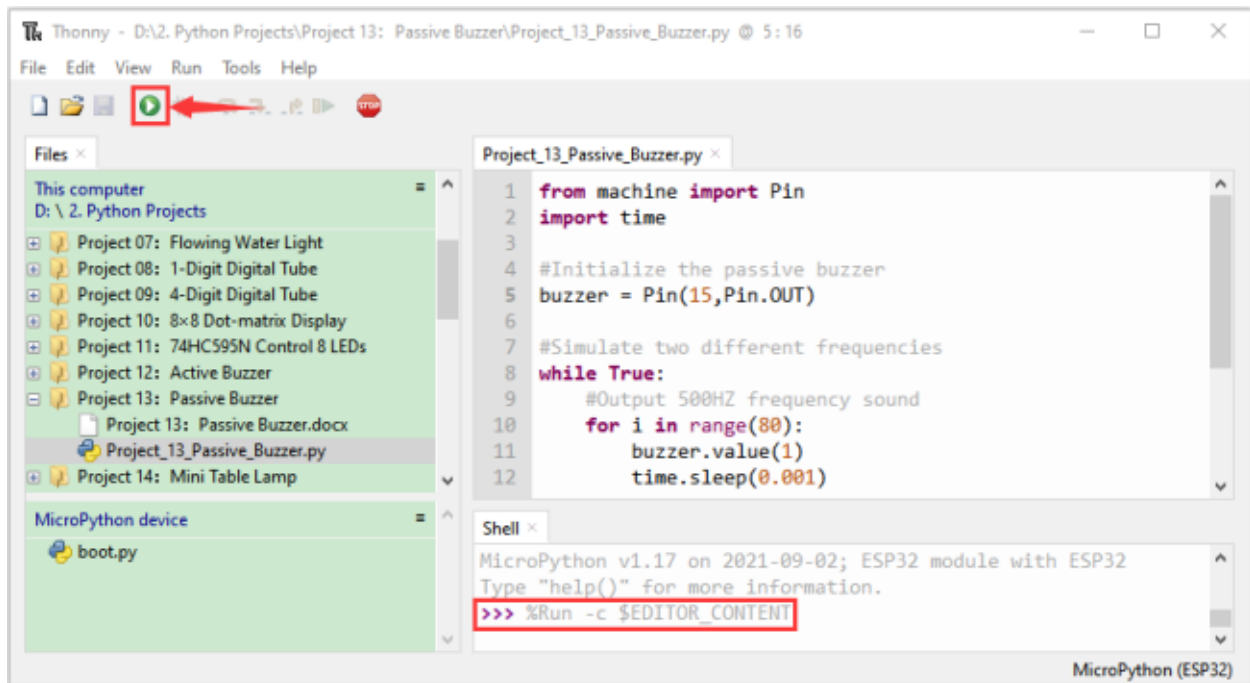 Thonny - D:\2. Python Projects\Project 13: Passive Buzzer\Project_13_Passive_Buzzer.py @ 5:16
File Edit View Run Tools Help
STOP
Files
This computer
D: \ 2. Python Projects
Project 07: Flowing Water Light
Project 08: 1-Digit Digital Tube
Project 09: 4-Digit Digital Tube
Project 10: 8×8 Dot-matrix Display
Project 11: 74HC595N Control 8 LEDs
Project 12: Active Buzzer
Project 13: Passive Buzzer
Project 13: Passive Buzzer.docx
Project_13_Passive_Buzzer.py
Project 14: Mini Table Lamp
MicroPython device
boot.py
Project_13_Passive_Buzzer.py
1 from machine import Pin
2 import time
3
4 #Initialize the passive buzzer
5 buzzer = Pin(15,Pin.OUT)
6
7 #Simulate two different frequencies
8 while True:
9 #Output 500HZ frequency sound
10 for i in range(80):
11 buzzer.value(1)
12 time.sleep(0.001)
Shell
MicroPython v1.17 on 2021-09-02; ESP32 module with ESP32
Type "help()" for more information.
>>> %Run -c $EDITOR_CONTENT
MicroPython (ESP32)